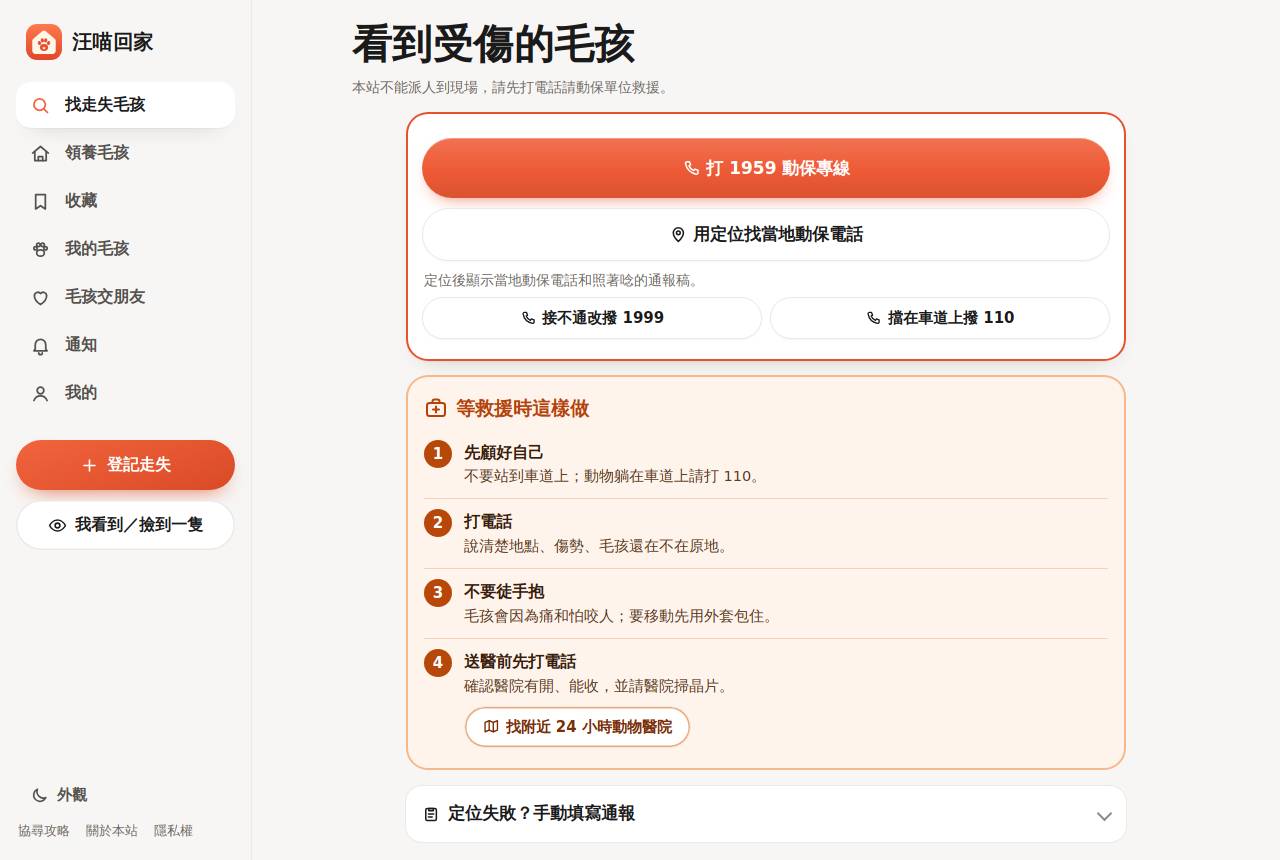 汪喵回家
找走失毛孩
領養毛孩
收藏
我的毛孩
毛孩交朋友
通知
我的
登記走失
我看到／撿到一隻
外觀
協尋攻略 關於本站 隱私權
看到受傷的毛孩
本站不能派人到現場，請先打電話請動保單位救援。
打 1959 動保專線
用定位找當地動保電話
定位後顯示當地動保電話和照著唸的通報稿。
接不通改撥 1999
擋在車道上撥 110
等救援時這樣做
1 先顧好自己
不要站到車道上；動物躺在車道上請打 110。
2 打電話
說清楚地點、傷勢、毛孩還在不在原地。
3 不要徒手抱
毛孩會因為痛和怕咬人；要移動先用外套包住。
4 送醫前先打電話
確認醫院有開、能收，並請醫院掃晶片。
找附近 24 小時動物醫院
定位失敗？手動填寫通報